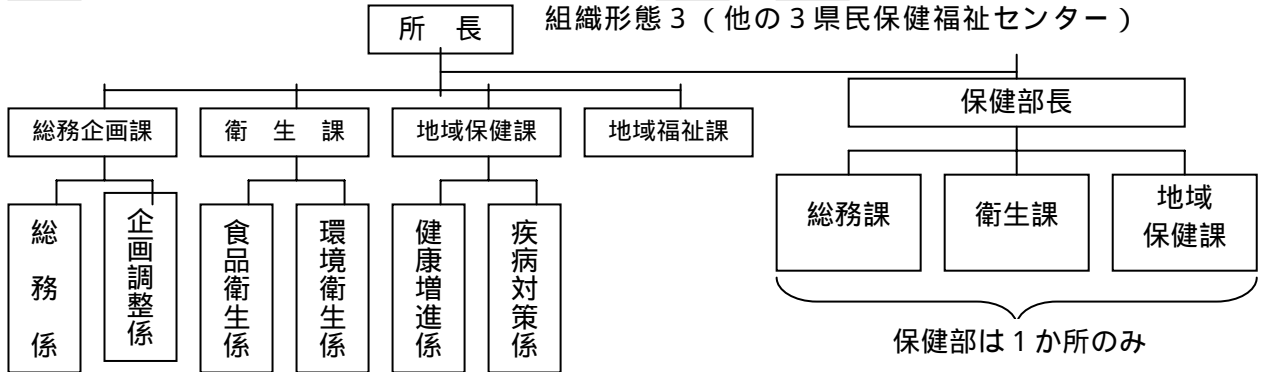 組織形態3(他の3県民保健福祉センター)
所 長
保健部長
総務企画課
衛 生 課
地域保健課
地域福祉課
総務係
企画調整係
食品衛生係
環境衛生係
健康増進係
疾病対策係
総務課
衛生課
地域
保健課
保健部は1か所のみ